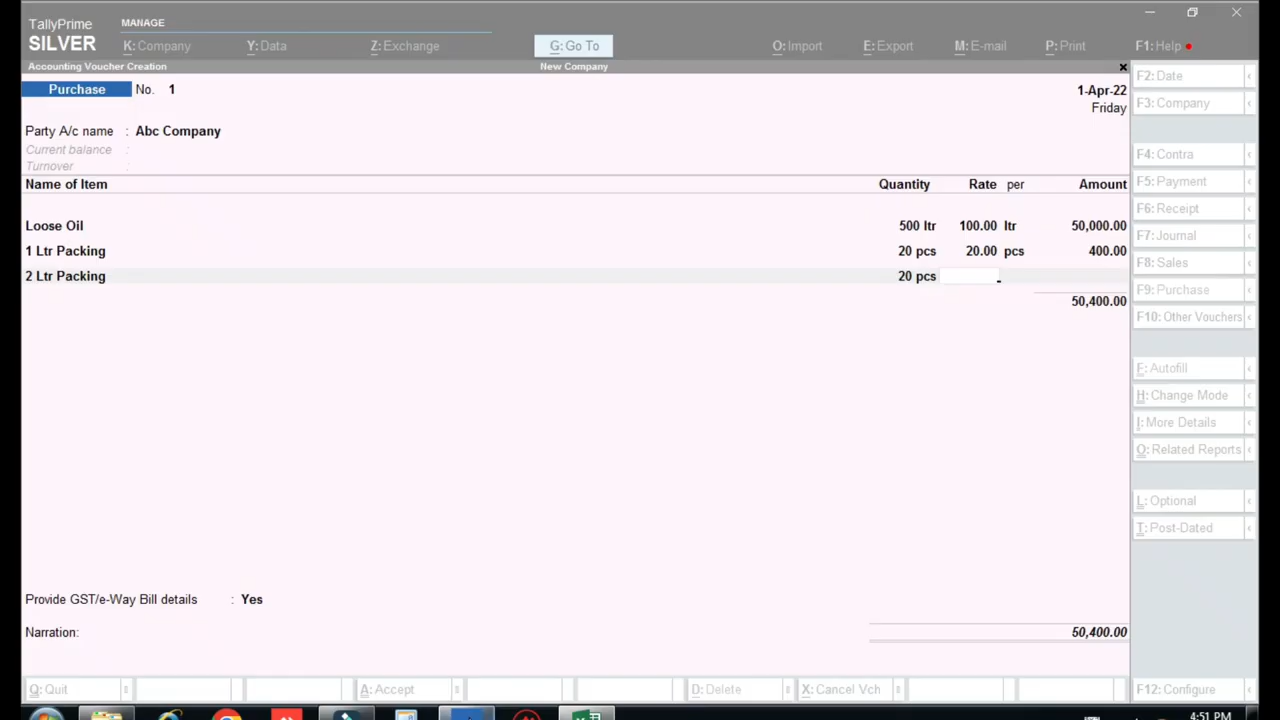 TallyPrime
SILVER
MANAGE
K: Company Y: Data Z: Exchange G: Go To O: Import E: Export M: E-mail P: Print F1: Help
Accounting Voucher Creation New Company
Purchase No. 1 1-Apr-22
Friday
Party A/c name : Abc Company
Current balance :
Turnover :
Name of Item Quantity Rate per Amount
Loose Oil 500 ltr 100.00 ltr 50,000.00
1 Ltr Packing 20 pcs 20.00 pcs 400.00
2 Ltr Packing 20 pcs
50,400.00
Provide GST/e-Way Bill details : Yes
Narration: 50,400.00
Q: Quit A: Accept D: Delete X: Cancel Vch
F2: Date
F3: Company
F4: Contra
F5: Payment
F6: Receipt
F7: Journal
F8: Sales
F9: Purchase
F10: Other Vouchers
F: Autofill
H: Change Mode
I: More Details
O: Related Reports
L: Optional
T: Post-Dated
F12: Configure
4:51 PM